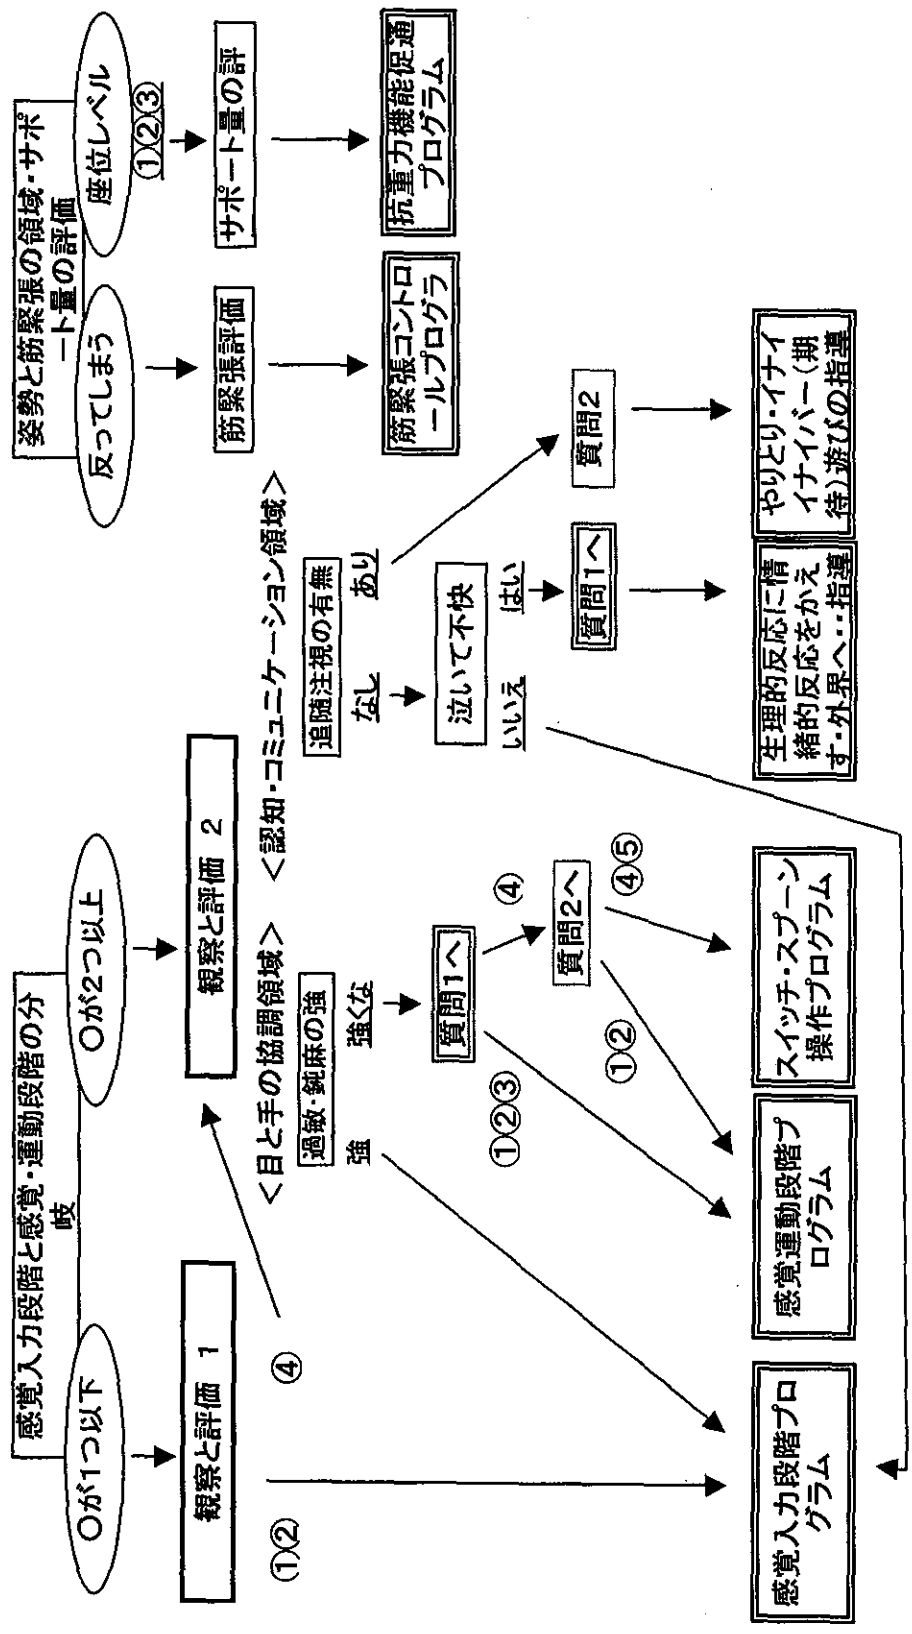 感覚入力段階と感覚・運動段階の分
岐
〇が1つ以下
〇が2つ以上
観察と評価 1
観察と評価 2
①②
④
<目と手の協調領域>
過敏・鈍麻の強
強
強くな
質問1へ
①②③
④
質問2へ
①②
④⑤
<認知・コミュニケーション領域>
追随注視の有無
なし
あり
泣いて不快
いいえ
はい
質問1へ
質問2
感覚入力段階プロ
グラム
感覚運動段階プ
ログラム
スイッチ・スプーン
操作プログラム
生理的反応に情
緒的反応をかえ
す・外界へ・・指導
やりとり・イナイ
イナイバー(期
待)遊びの指導
姿勢と筋緊張の領域・サポ
ート量の評価
反ってしまう
座位レベル
①②③
筋緊張評価
サポート量の評
筋緊張コントロ
ールプログラ
抗重力機能促通
プログラム